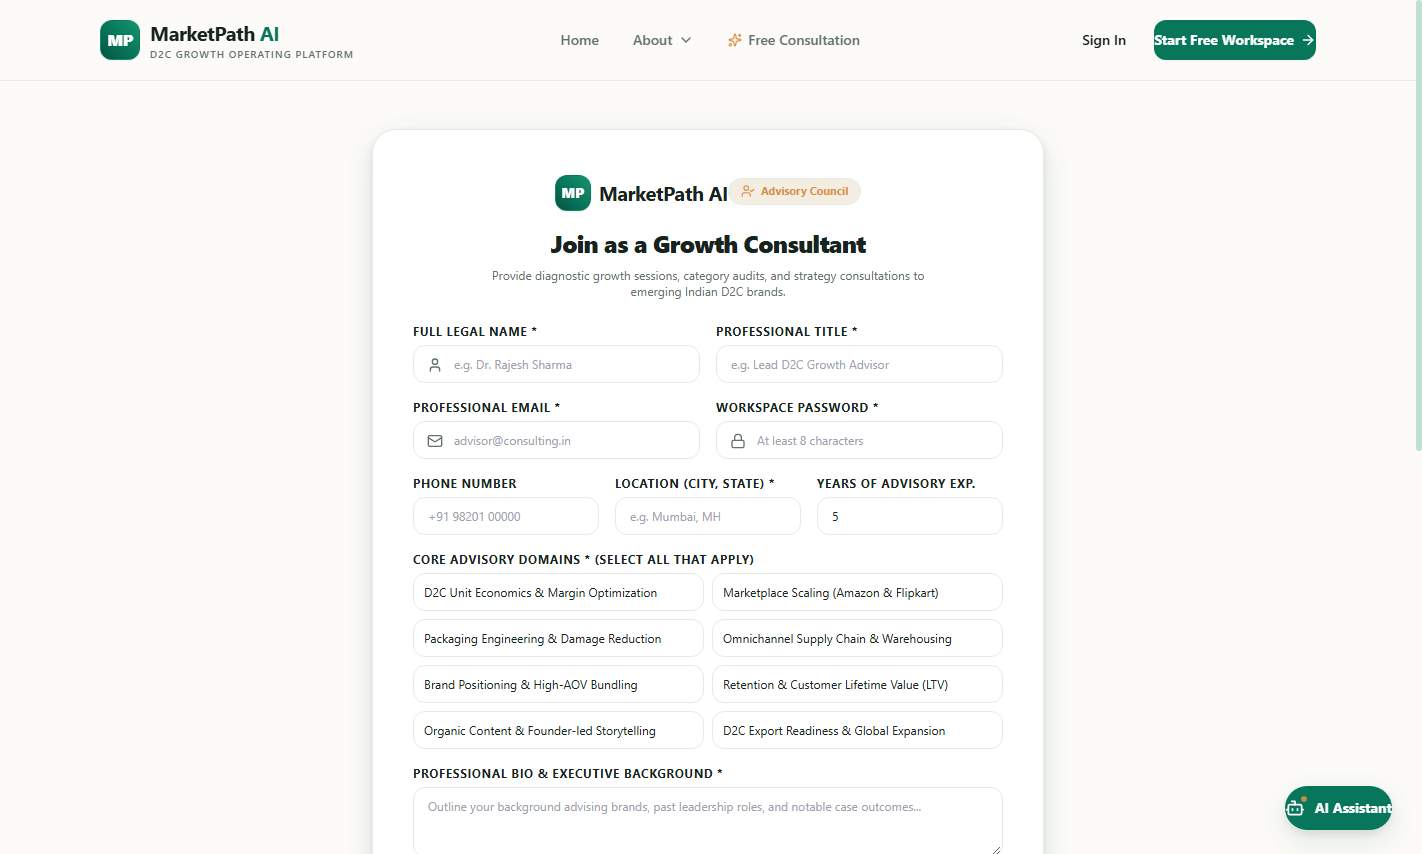 MP MarketPath AI
D2C GROWTH OPERATING PLATFORM
Home
About
Free Consultation
Sign In
Start Free Workspace
MP MarketPath AI
Advisory Council
Join as a Growth Consultant
Provide diagnostic growth sessions, category audits, and strategy consultations to
emerging Indian D2C brands.
FULL LEGAL NAME *
PROFESSIONAL TITLE *
e.g. Dr. Rajesh Sharma
e.g. Lead D2C Growth Advisor
PROFESSIONAL EMAIL *
WORKSPACE PASSWORD *
advisor@consulting.in
At least 8 characters
PHONE NUMBER
LOCATION (CITY, STATE) *
YEARS OF ADVISORY EXP.
+91 98201 00000
e.g. Mumbai, MH
5
CORE ADVISORY DOMAINS * (SELECT ALL THAT APPLY)
D2C Unit Economics & Margin Optimization
Marketplace Scaling (Amazon & Flipkart)
Packaging Engineering & Damage Reduction
Omnichannel Supply Chain & Warehousing
Brand Positioning & High-AOV Bundling
Retention & Customer Lifetime Value (LTV)
Organic Content & Founder-led Storytelling
D2C Export Readiness & Global Expansion
PROFESSIONAL BIO & EXECUTIVE BACKGROUND *
Outline your background advising brands, past leadership roles, and notable case outcomes...
AI Assistant